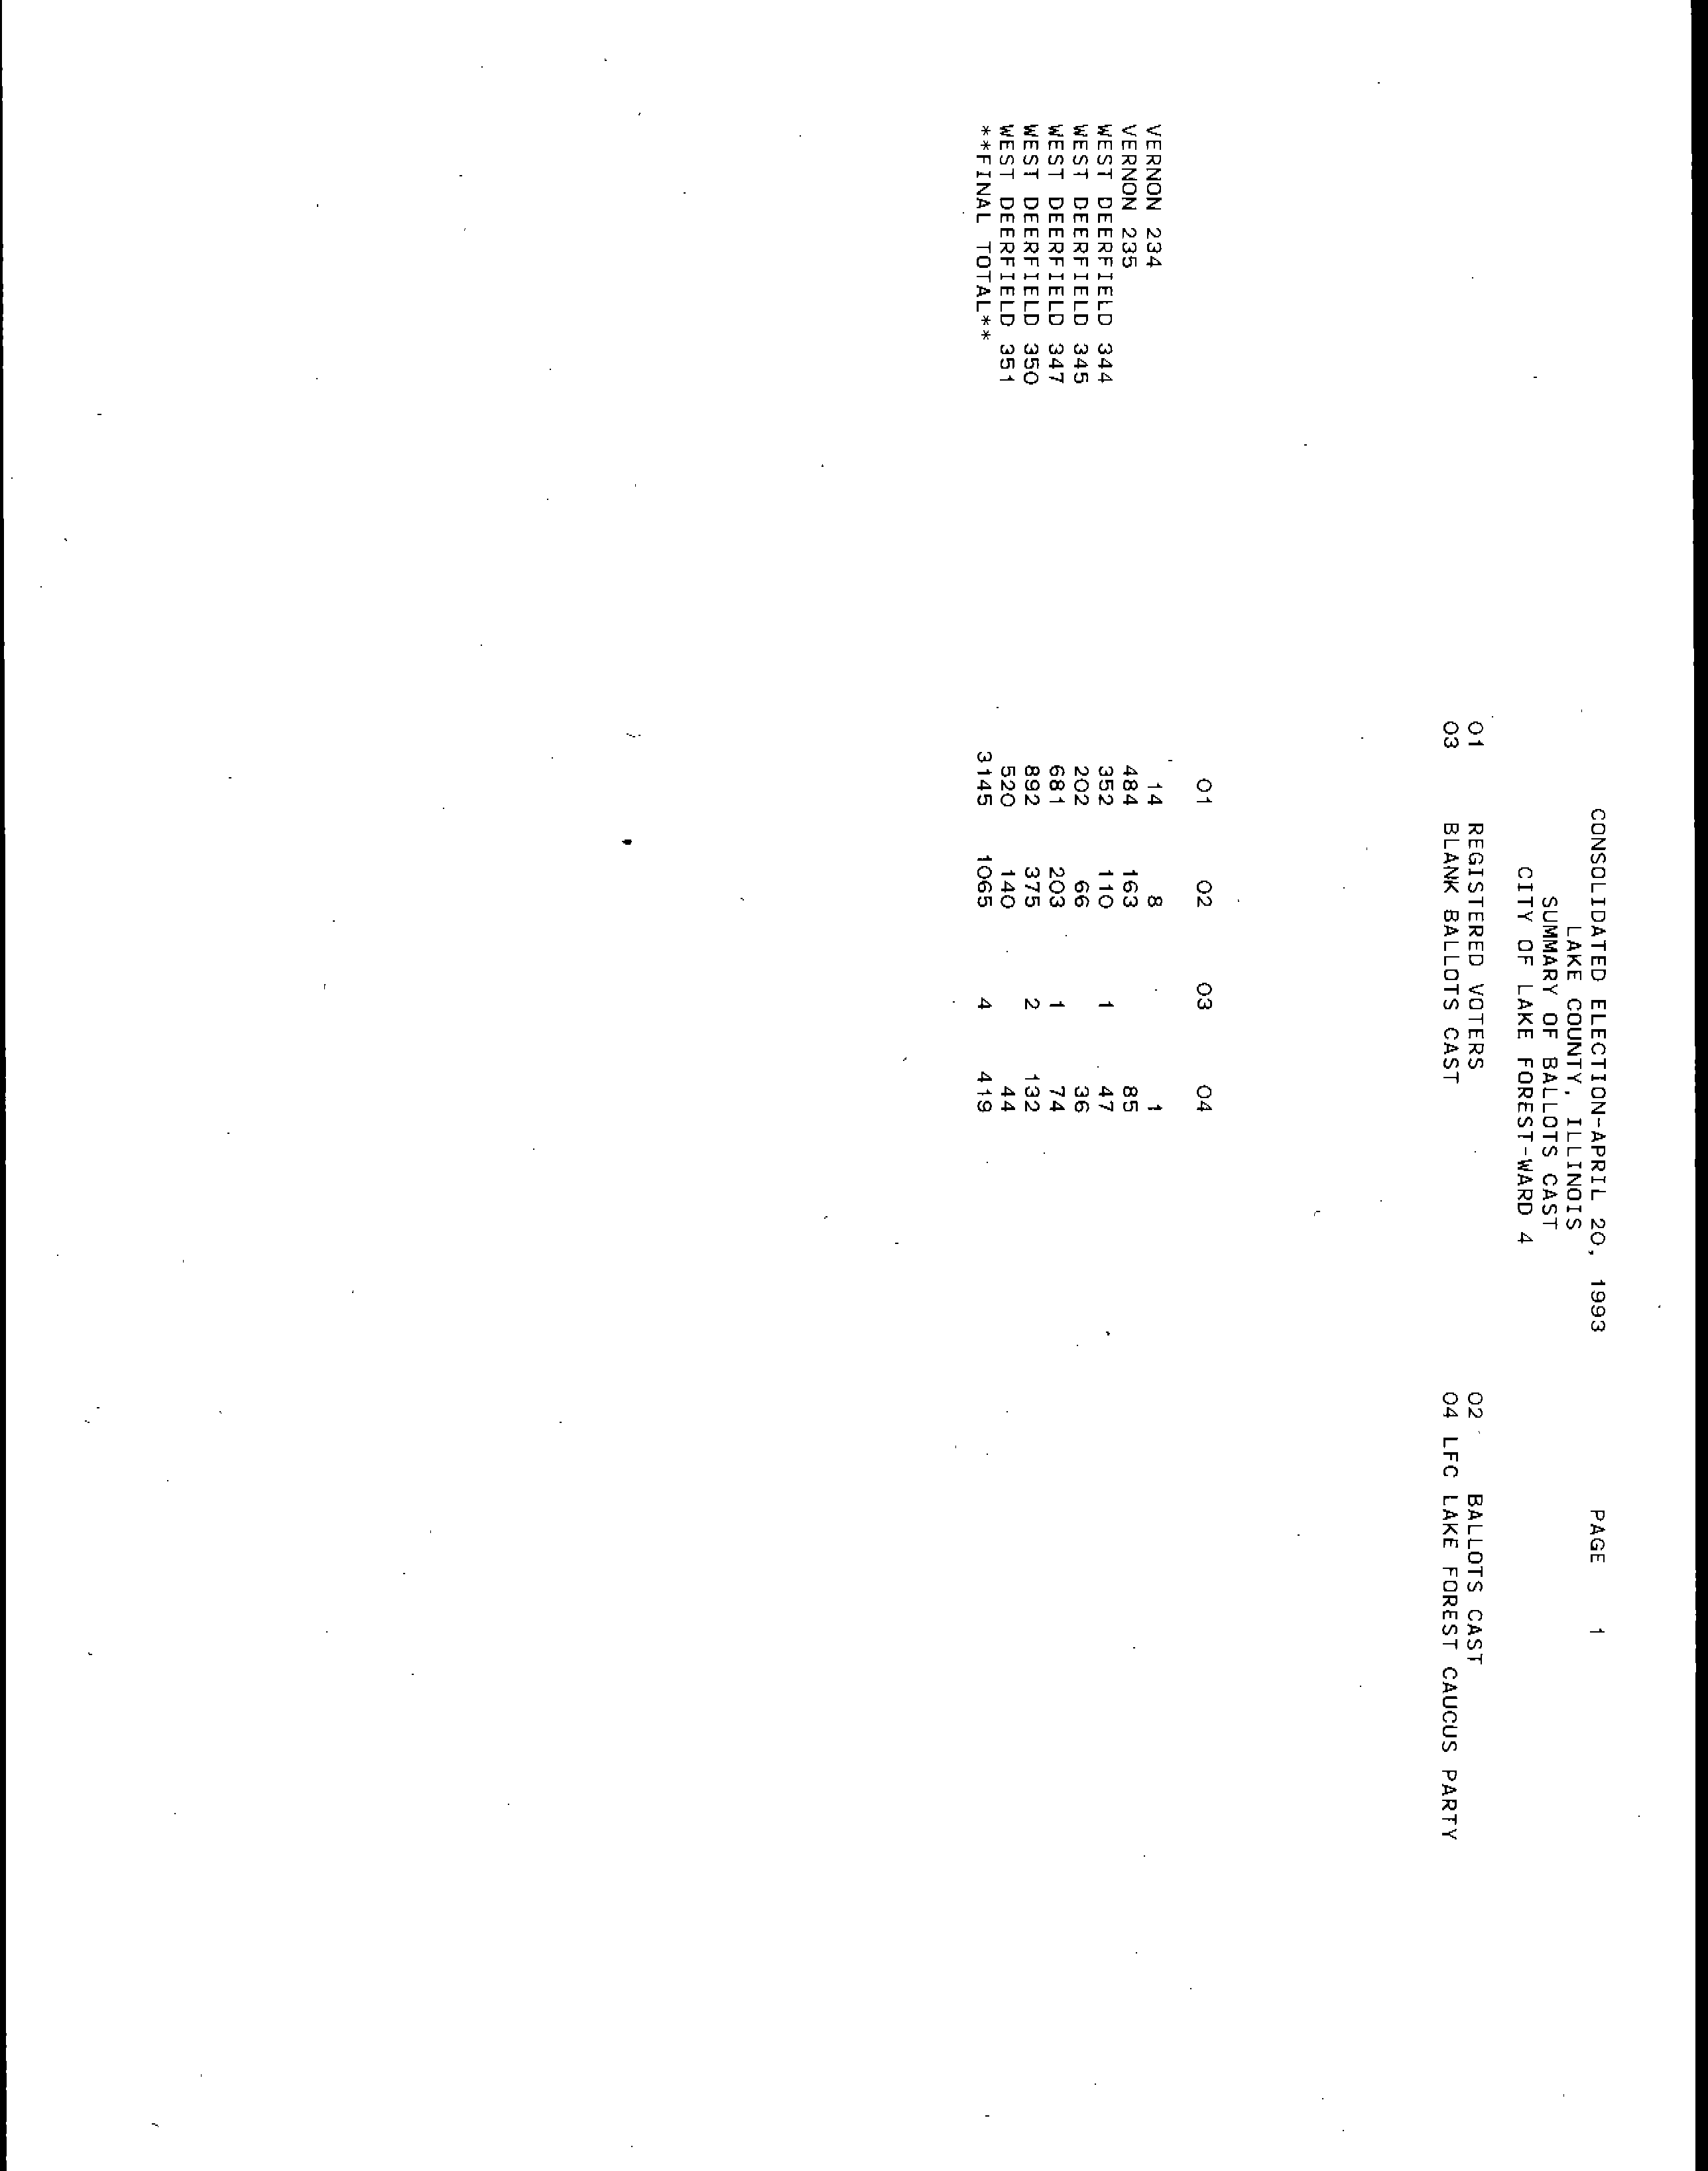 CONSOLIDATED ELECTION-APRIL 20, 1993 PAGE 1
LAKE COUNTY, ILLINOIS
SUMMARY OF BALLOTS CAST
CITY OF LAKE FOREST-WARD 4
01 REGISTERED VOTERS 02 BALLOTS CAST
03 BLANK BALLOTS CAST 04 LFC LAKE FOREST CAUCUS PARTY
01 02 03 04
VERNON 234 14 8 1
VERNON 235 484 163 85
WEST DEERFIELD 344 352 110 1 47
WEST DEERFIELD 345 202 66 36
WEST DEERFIELD 347 681 203 1 74
WEST DEERFIELD 350 892 375 2 132
WEST DEERFIELD 351 520 140 44
**FINAL TOTAL** 3145 1065 4 419